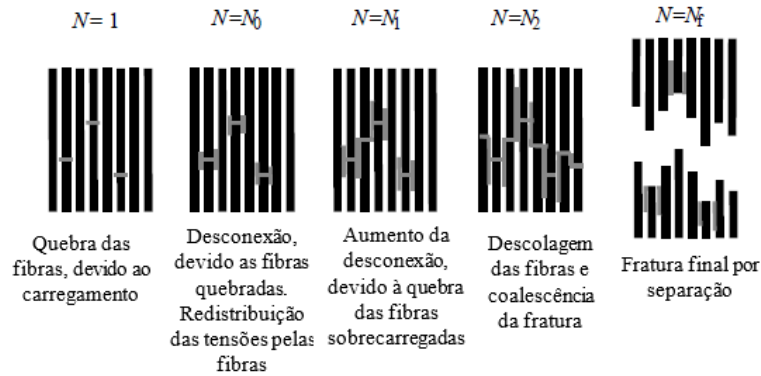 N= 1
N=N0
N=N1
N=N2
N=Nf
Quebra das
fibras, devido ao
carregamento
Desconexão,
devido as fibras
quebradas.
Redistribuição
das tensões pelas
fibras
Aumento da
desconexão,
devido à quebra
das fibras
sobrecarregadas
Descolagem
das fibras e
coalescência
da fratura
Fratura final por
separação